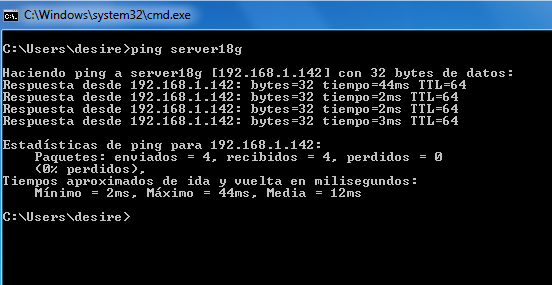 C:\Windows\system32\cmd.exe
C:\Users\desire>ping server18g
Haciendo ping a server18g [192.168.1.142] con 32 bytes de datos:
Respuesta desde 192.168.1.142: bytes=32 tiempo=44ms TTL=64
Respuesta desde 192.168.1.142: bytes=32 tiempo=2ms TTL=64
Respuesta desde 192.168.1.142: bytes=32 tiempo=2ms TTL=64
Respuesta desde 192.168.1.142: bytes=32 tiempo=3ms TTL=64
Estadísticas de ping para 192.168.1.142:
Paquetes: enviados = 4, recibidos = 4, perdidos = 0
(0% perdidos),
Tiempos aproximados de ida y vuelta en milisegundos:
Mínimo = 2ms, Máximo = 44ms, Media = 12ms
C:\Users\desire>